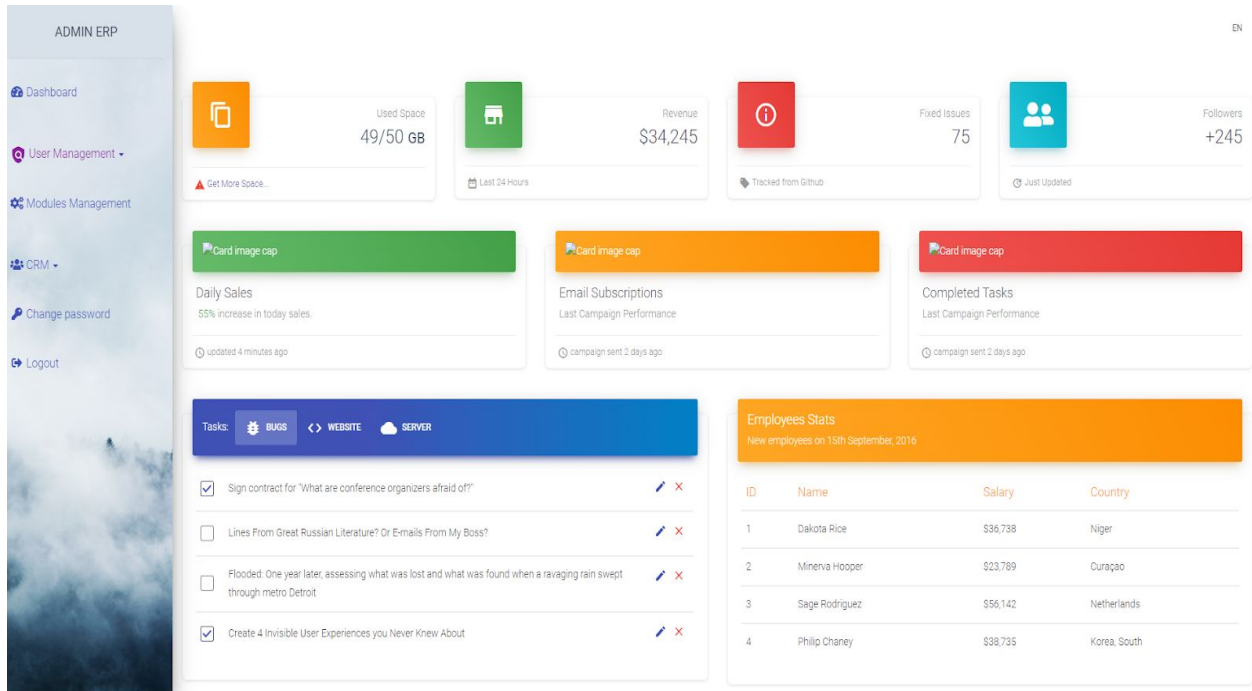 ADMIN ERP
EN
Dashboard
User Management
Modules Management
CRM
Change password
Logout
Used Space
49/50 GB
Get More Space...
Revenue
$34,245
Last 24 Hours
Fixed Issues
75
Tracked from Github
Followers
+245
Just Updated
Card image cap
Daily Sales
55% increase in today sales.
updated 4 minutes ago
Card image cap
Email Subscriptions
Last Campaign Performance
campaign sent 2 days ago
Card image cap
Completed Tasks
Last Campaign Performance
campaign sent 2 days ago
Tasks: BUGS WEBSITE SERVER
Sign contract for "What are conference organizers afraid of?"
Lines From Great Russian Literature? Or E-mails From My Boss?
Flooded: One year later, assessing what was lost and what was found when a ravaging rain swept
through metro Detroit
Create 4 Invisible User Experiences you Never Knew About
Employees Stats
New employees on 15th September, 2016
ID Name Salary Country
1 Dakota Rice $36,738 Niger
2 Minerva Hooper $23,789 Curaçao
3 Sage Rodriguez $56,142 Netherlands
4 Philip Chaney $38,735 Korea, South